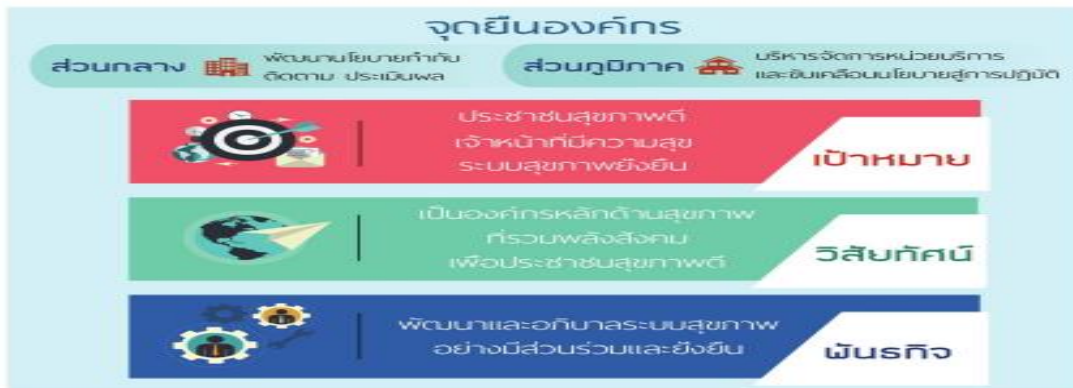 จุดยืนองค์กร
ส่วนกลาง
พัฒนานโยบายกำกับ
ติดตาม ประเมินผล
ส่วนภูมิภาค
บริหารจัดการหน่วยบริการ
และขับเคลื่อนนโยบายสู่การปฏิบัติ
ประชาชนสุขภาพดี
เจ้าหน้าที่มีความสุข
ระบบสุขภาพยั่งยืน
เป้าหมาย
เป็นองค์กรหลักด้านสุขภาพ
ที่รวมพลังสังคม
เพื่อประชาชนสุขภาพดี
วิสัยทัศน์
พัฒนาและอภิบาลระบบสุขภาพ
อย่างมีส่วนร่วมและยั่งยืน
พันธกิจ